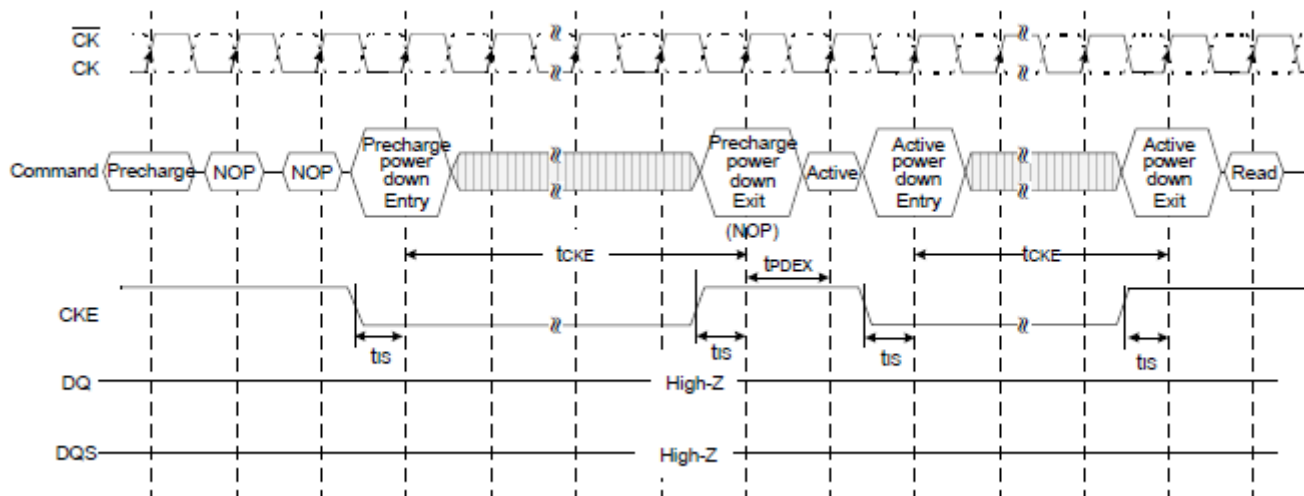 CK
CK
Command
Precharge
NOP
NOP
Precharge
power
down
Entry
Precharge
power
down
Exit
(NOP)
Active
Active
power
down
Entry
Active
power
down
Exit
Read
tCKE
tPDEX
tCKE
CKE
tIS
tIS
tIS
tIS
DQ
High-Z
DQS
High-Z